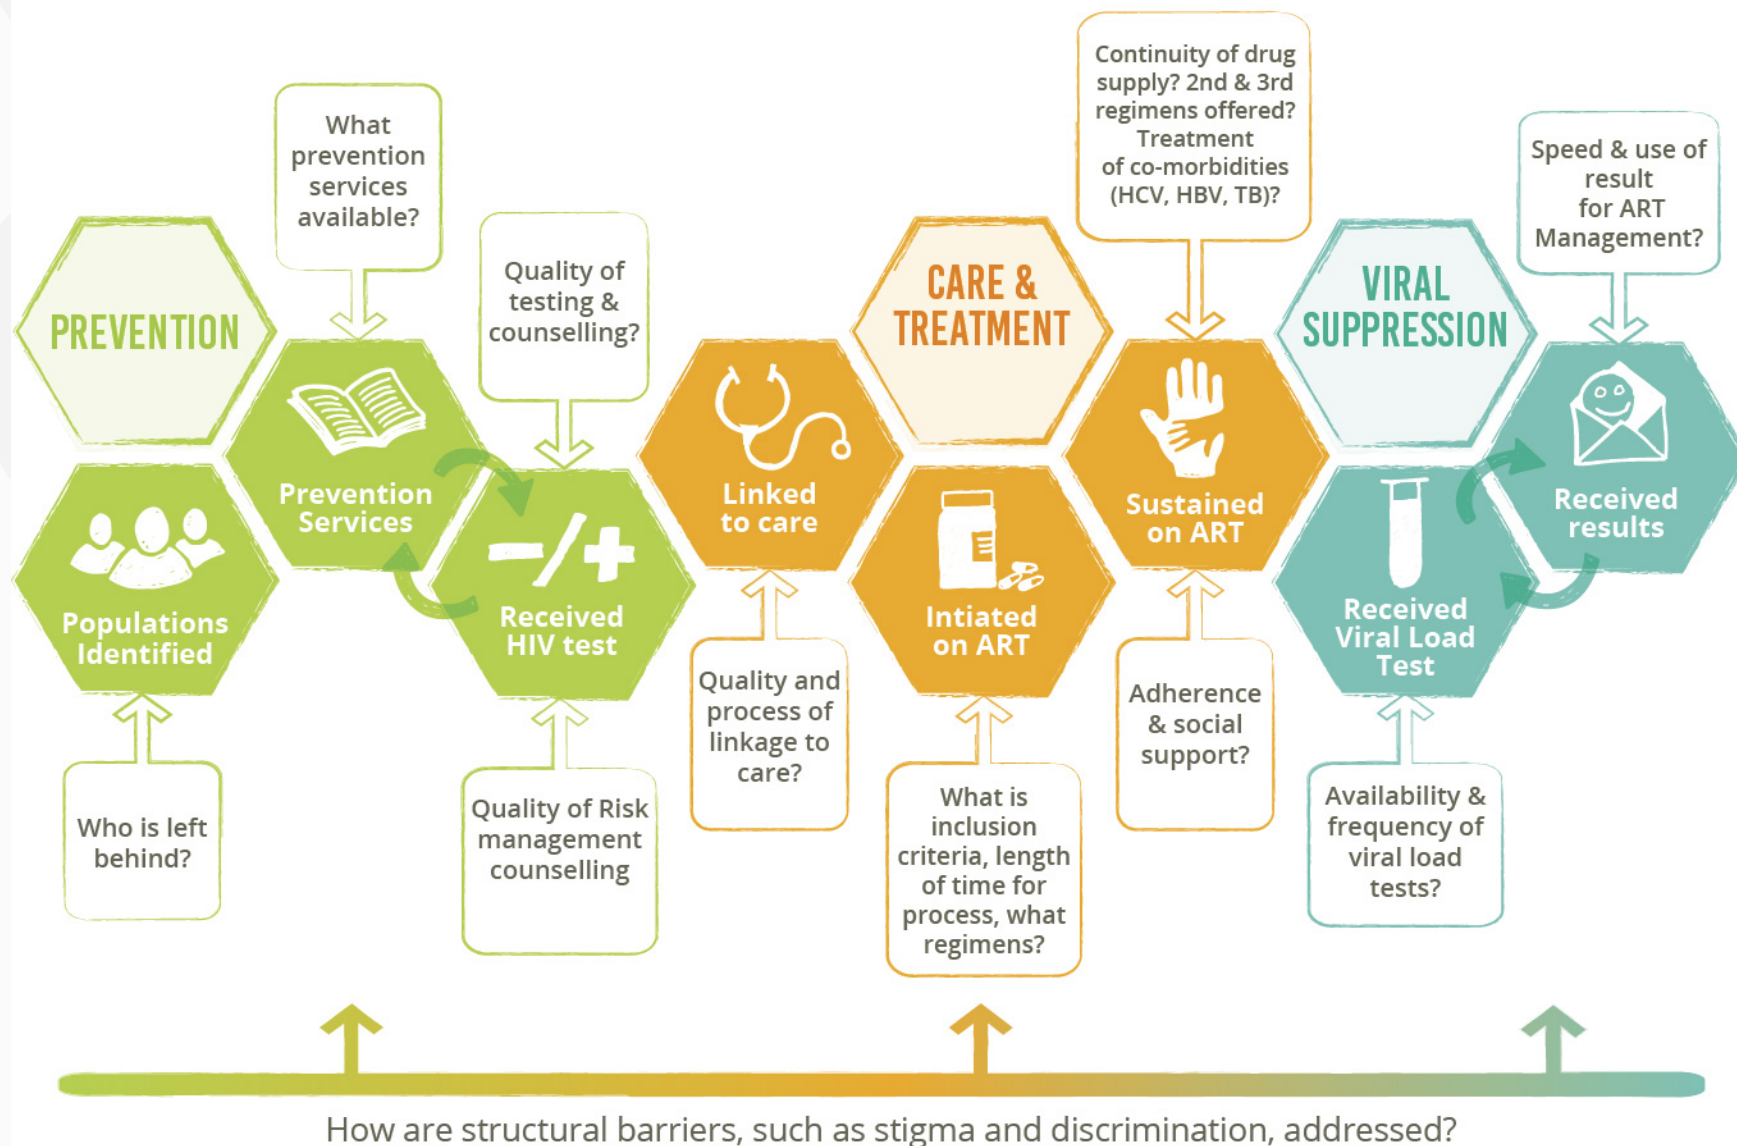 What
prevention
services
available?
Continuity of drug
supply? 2nd & 3rd
regimens offered?
Treatment
of co-morbidities
(HCV, HBV, TB)?
Speed & use of
result
for ART
Management?
Quality of
testing &
counselling?
PREVENTION
CARE &
TREATMENT
VIRAL
SUPPRESSION
Populations
Identified
Prevention
Services
Received
HIV test
Linked
to care
Intiated
on ART
Sustained
on ART
Received
Viral Load
Test
Received
results
Who is left
behind?
Quality of Risk
management
counselling
Quality and
process of
linkage to
care?
What is
inclusion
criteria, length
of time for
process, what
regimens?
Adherence
& social
support?
Availability &
frequency of
viral load
tests?
How are structural barriers, such as stigma and discrimination, addressed?